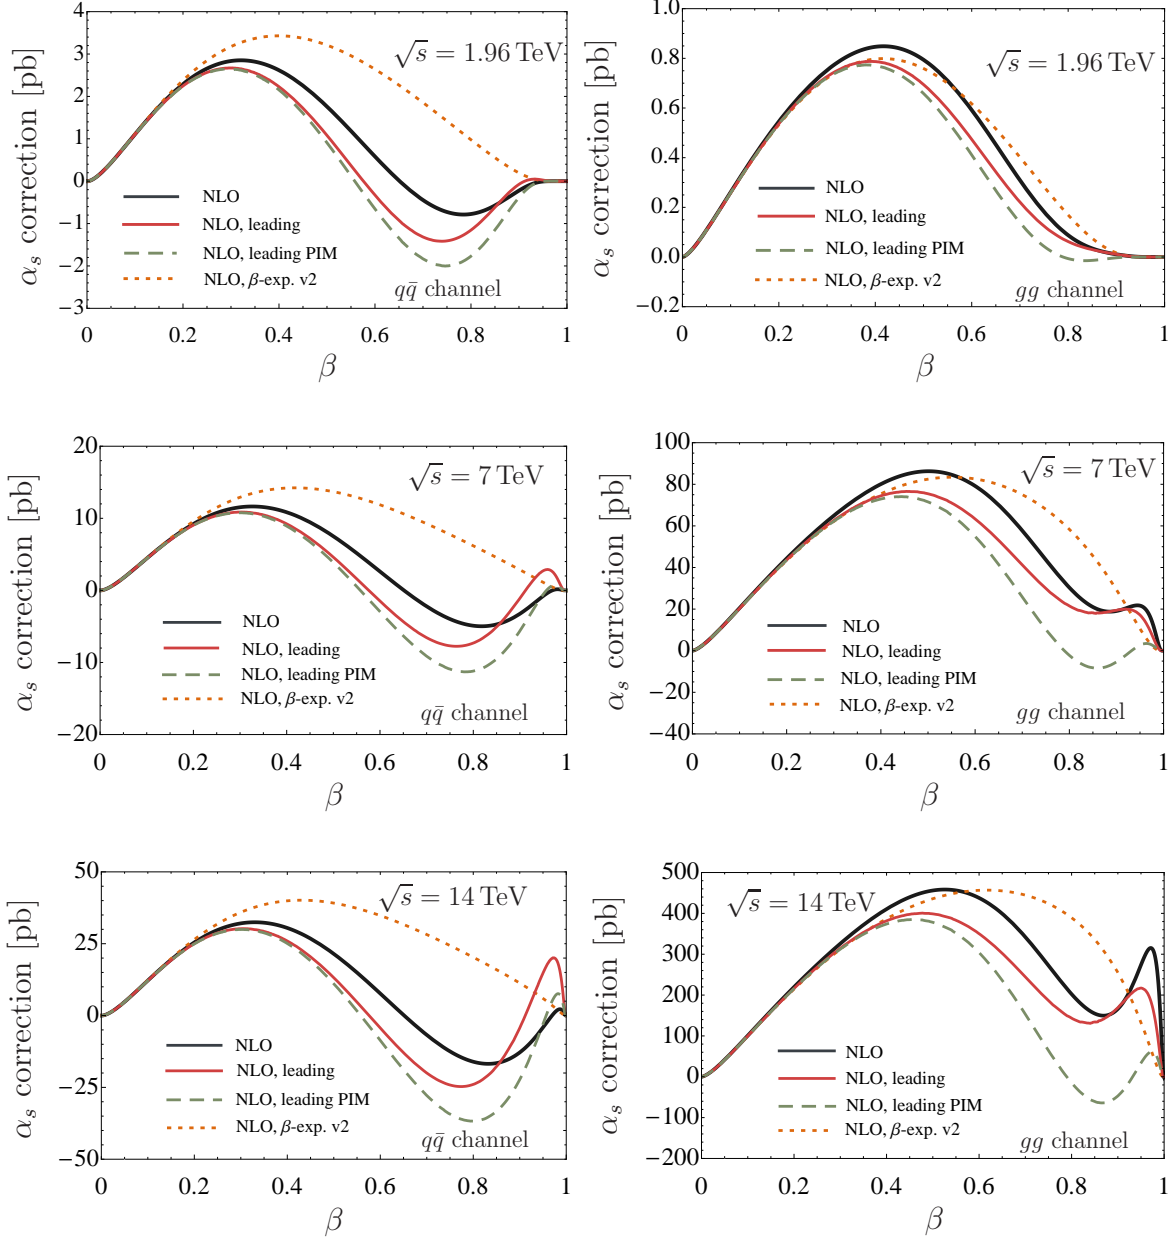 √s = 1.96 TeV
α_s correction [pb]
4
3
2
1
0
−1
−2
−3
NLO
NLO, leading
NLO, leading PIM
NLO, β-exp. v2
qq̄ channel
0 0.2 0.4 0.6 0.8 1
β
√s = 1.96 TeV
α_s correction [pb]
1.0
0.8
0.6
0.4
0.2
0.0
−0.2
NLO
NLO, leading
NLO, leading PIM
NLO, β-exp. v2
gg channel
0 0.2 0.4 0.6 0.8 1
β
√s = 7 TeV
α_s correction [pb]
20
10
0
−10
−20
NLO
NLO, leading
NLO, leading PIM
NLO, β-exp. v2
qq̄ channel
0 0.2 0.4 0.6 0.8 1
β
√s = 7 TeV
α_s correction [pb]
100
80
60
40
20
0
−20
−40
NLO
NLO, leading
NLO, leading PIM
NLO, β-exp. v2
gg channel
0 0.2 0.4 0.6 0.8 1
β
√s = 14 TeV
α_s correction [pb]
50
25
0
−25
−50
NLO
NLO, leading
NLO, leading PIM
NLO, β-exp. v2
qq̄ channel
0 0.2 0.4 0.6 0.8 1
β
√s = 14 TeV
α_s correction [pb]
500
400
300
200
100
0
−100
−200
NLO
NLO, leading
NLO, leading PIM
NLO, β-exp. v2
gg channel
0 0.2 0.4 0.6 0.8 1
β